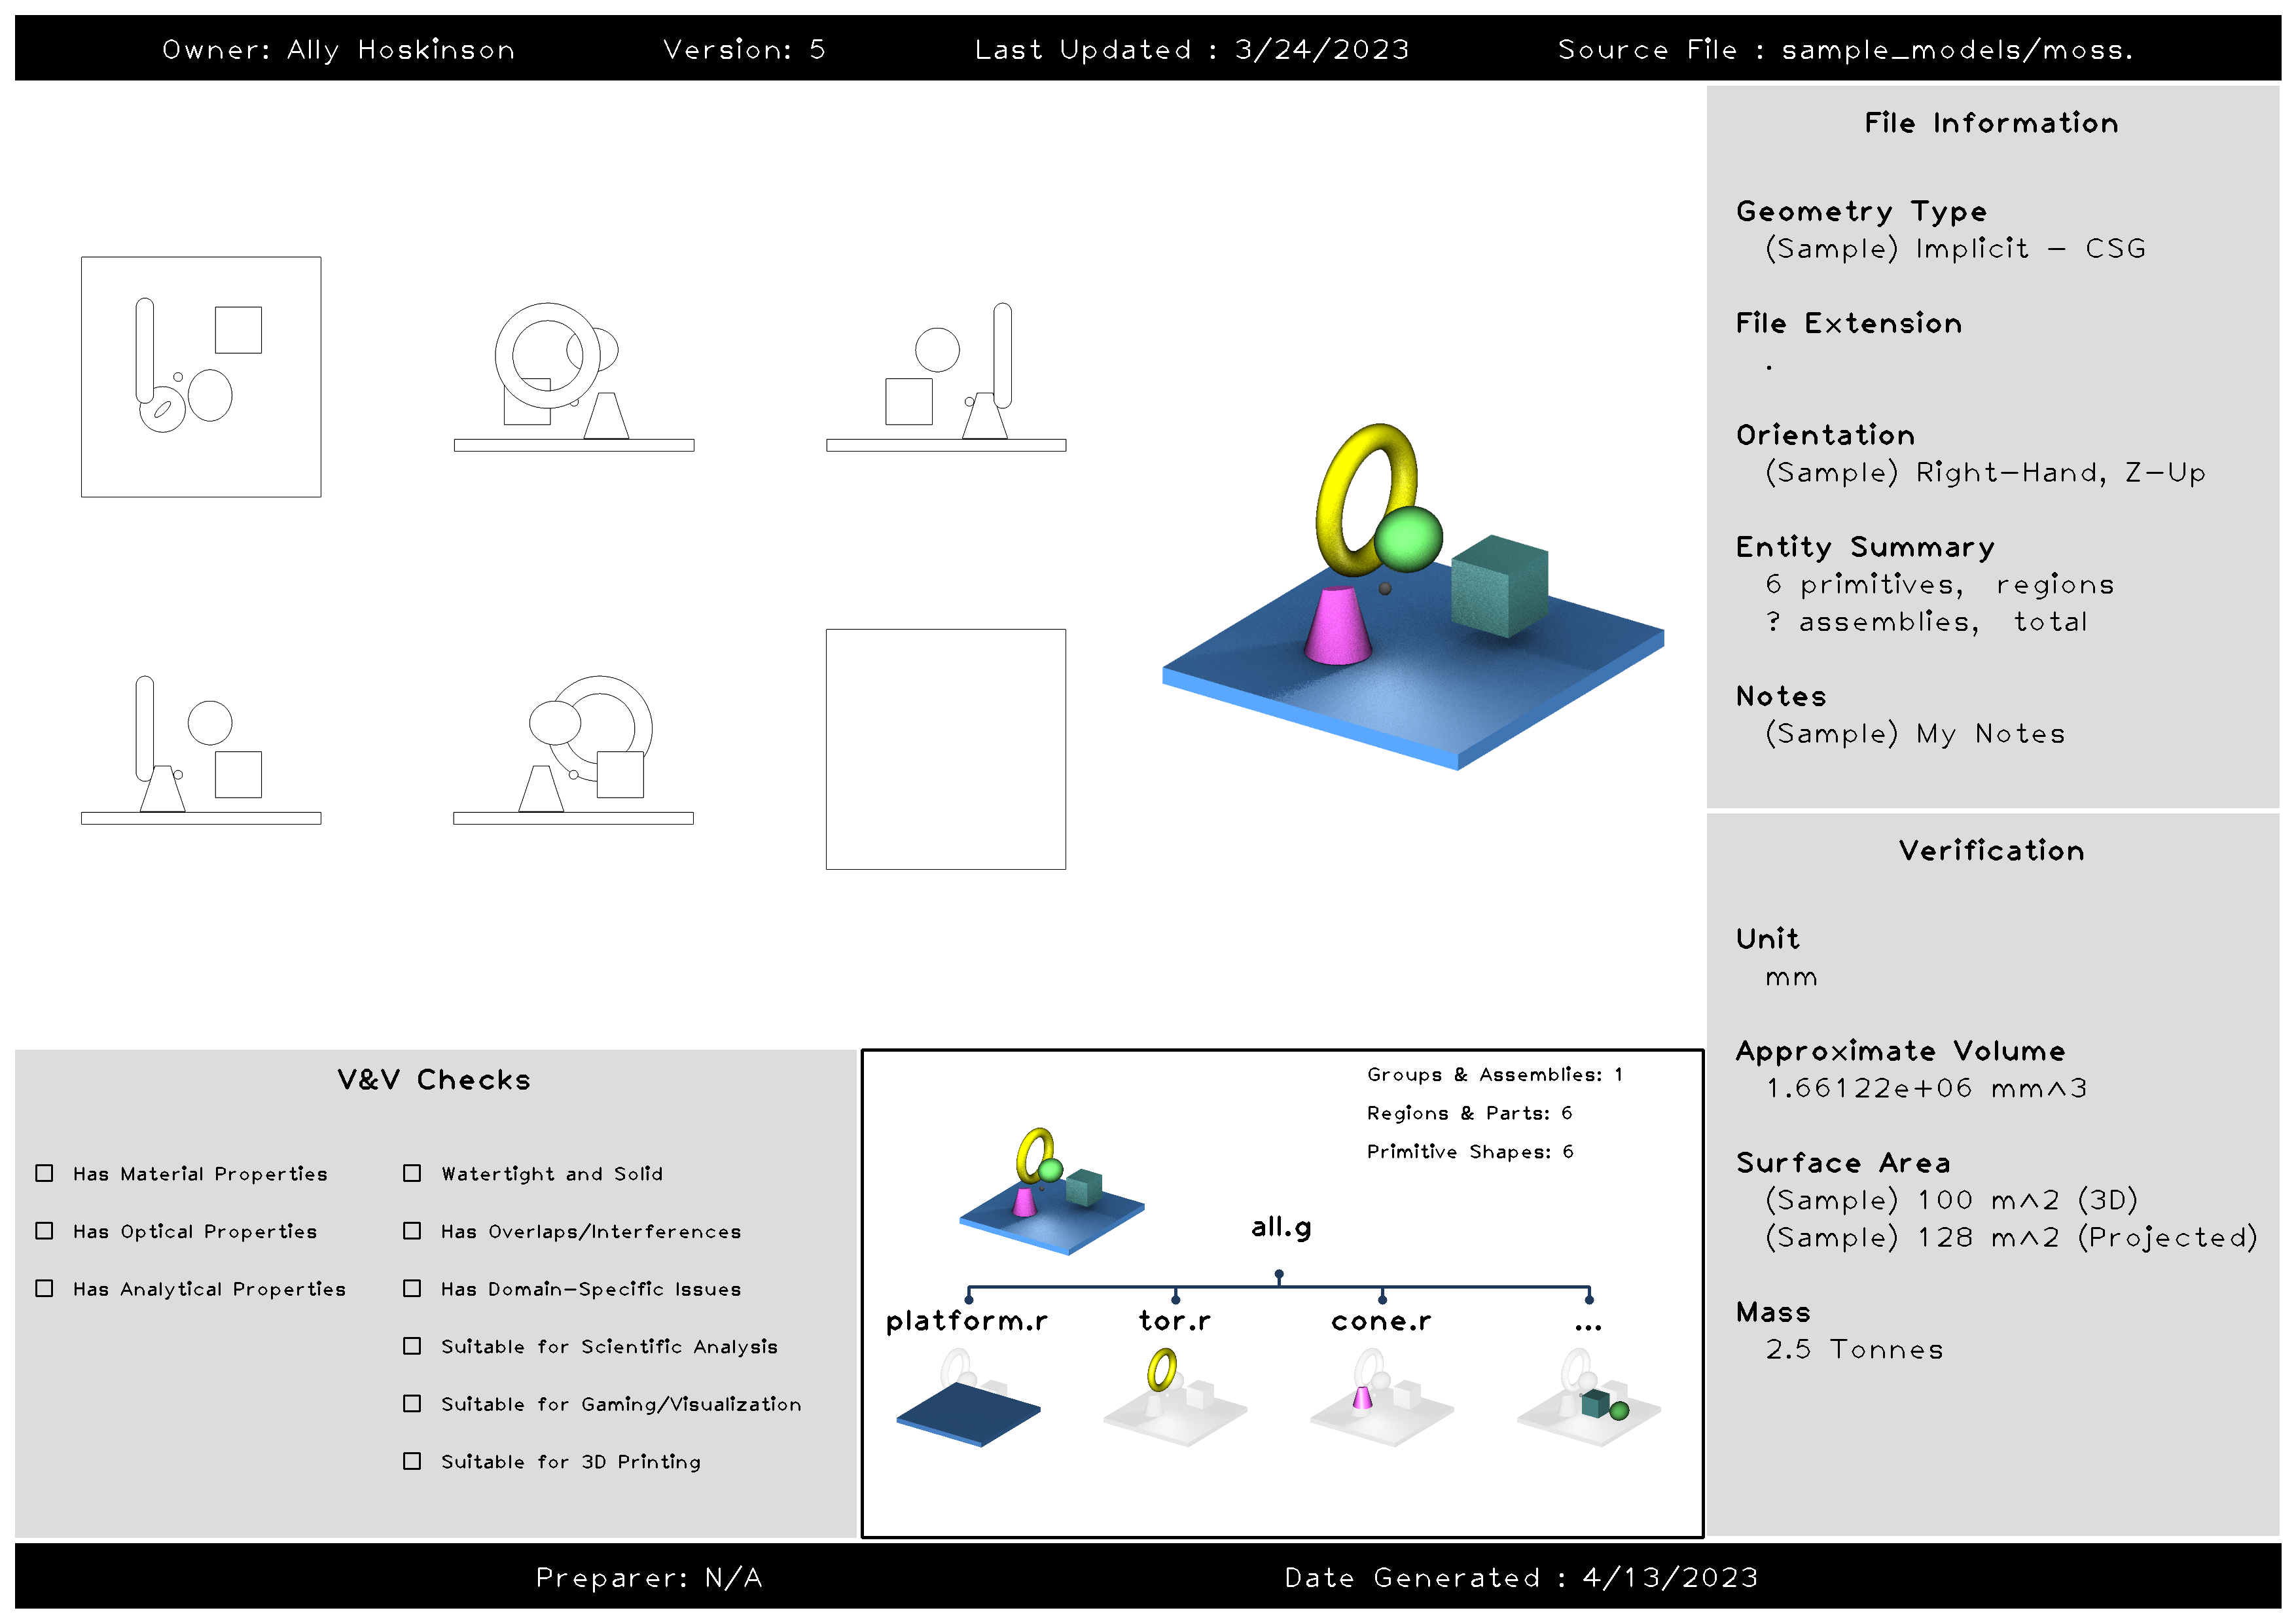 Owner: Ally Hoskinson Version: 5 Last Updated : 3/24/2023 Source File : sample_models/moss.
File Information
Geometry Type
(Sample) Implicit - CSG
File Extension
.
Orientation
(Sample) Right-Hand, Z-Up
Entity Summary
6 primitives, regions
? assemblies, total
Notes
(Sample) My Notes
Verification
Unit
mm
Approximate Volume
1.66122e+06 mm^3
Surface Area
(Sample) 100 m^2 (3D)
(Sample) 128 m^2 (Projected)
Mass
2.5 Tonnes
V&V Checks
Has Material Properties
Has Optical Properties
Has Analytical Properties
Watertight and Solid
Has Overlaps/Interferences
Has Domain-Specific Issues
Suitable for Scientific Analysis
Suitable for Gaming/Visualization
Suitable for 3D Printing
Groups & Assemblies: 1
Regions & Parts: 6
Primitive Shapes: 6
all.g
platform.r tor.r cone.r ...
Preparer: N/A Date Generated : 4/13/2023